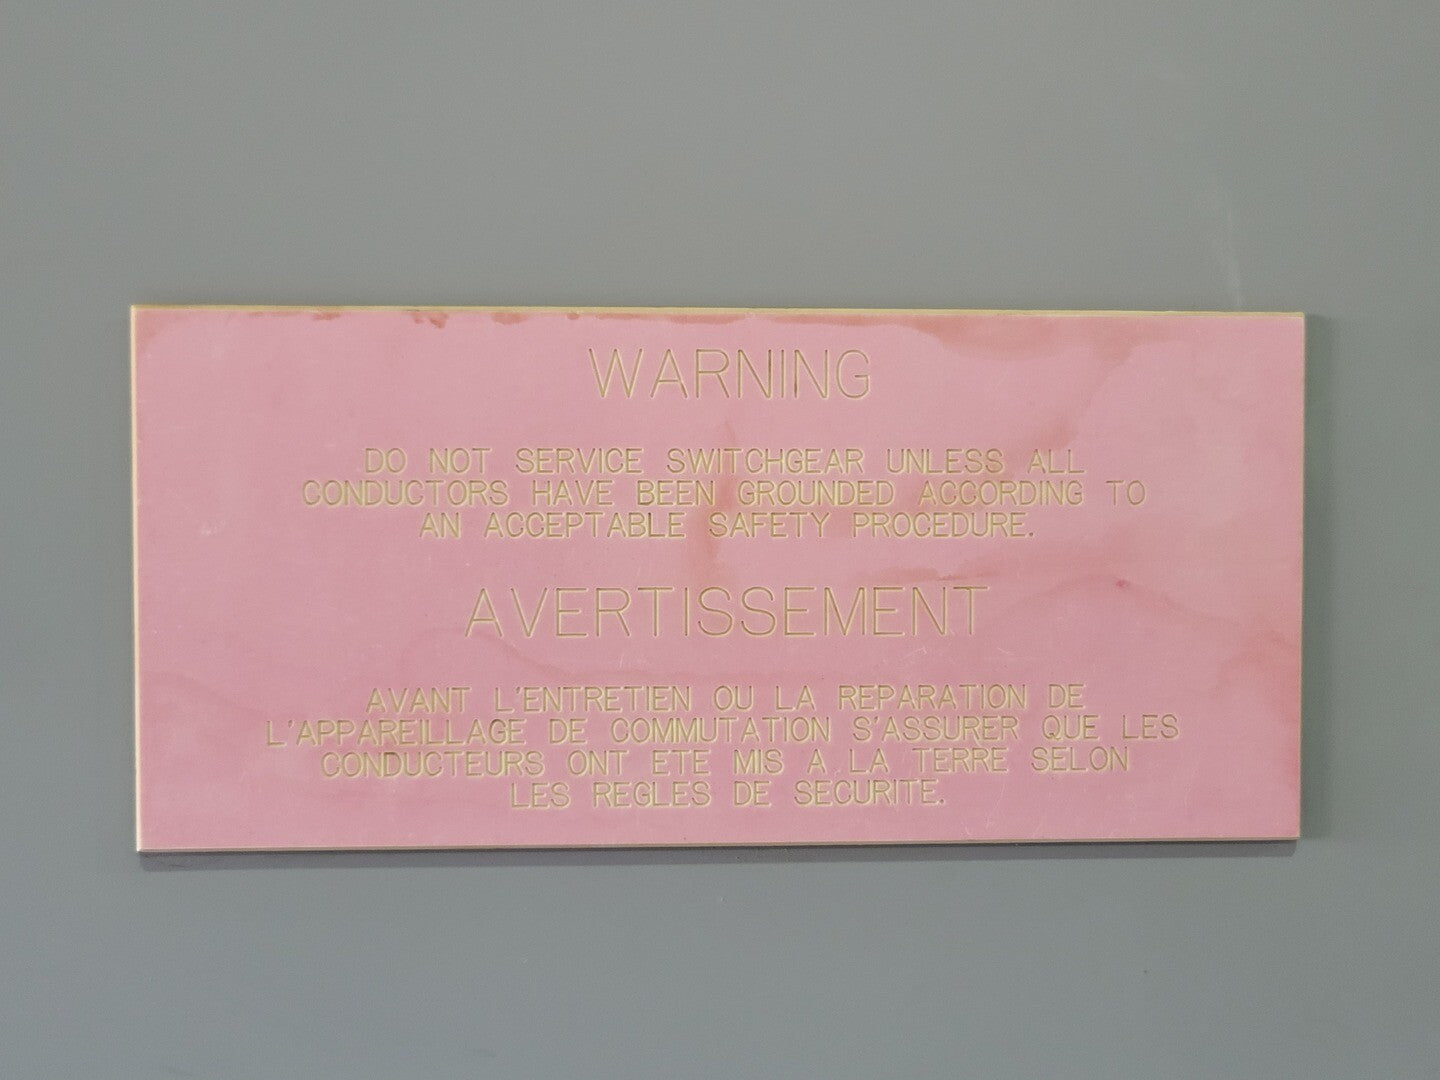 WARNING
DO NOT SERVICE SWITCHGEAR UNLESS ALL
CONDUCTORS HAVE BEEN GROUNDED ACCORDING TO
AN ACCEPTABLE SAFETY PROCEDURE.
AVERTISSEMENT
AVANT L'ENTRETIEN OU LA REPARATION DE
L'APPAREILLAGE DE COMMUTATION S'ASSURER QUE LES
CONDUCTEURS ONT ETE MIS A LA TERRE SELON
LES REGLES DE SECURITE.